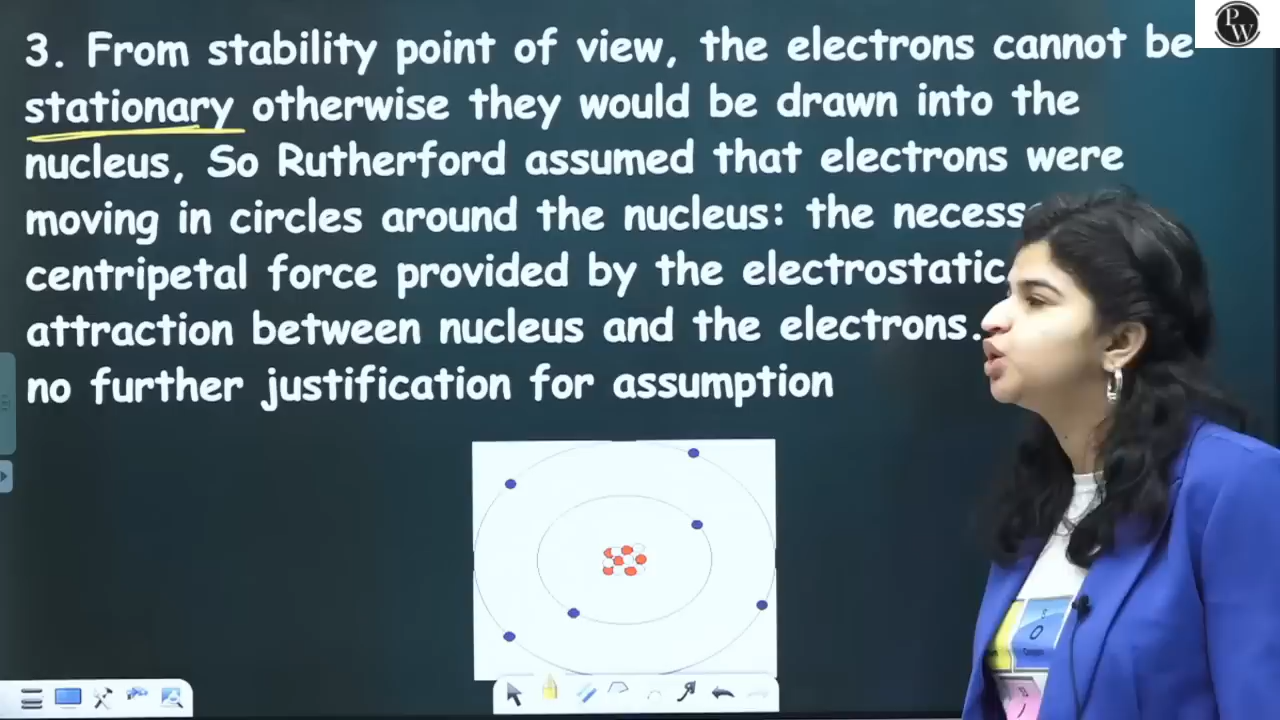 3. From stability point of view, the electrons cannot be
stationary otherwise they would be drawn into the
nucleus, So Rutherford assumed that electrons were
moving in circles around the nucleus: the
centripetal force provided by the electrostatic
attraction between nucleus and the electrons.
no further justification for assumption
P
W